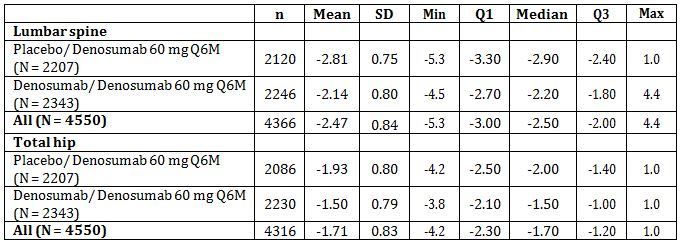 n Mean SD Min Q1 Median Q3 Max
Lumbar spine
Placebo/Denosumab 60 mg Q6M
(N = 2207) 2120 -2.81 0.75 -5.3 -3.30 -2.90 -2.40 1.0
Denosumab/Denosumab 60 mg Q6M
(N = 2343) 2246 -2.14 0.80 -4.5 -2.70 -2.20 -1.80 4.4
All (N = 4550) 4366 -2.47 0.84 -5.3 -3.00 -2.50 -2.00 4.4
Total hip
Placebo/Denosumab 60 mg Q6M
(N = 2207) 2086 -1.93 0.80 -4.2 -2.50 -2.00 -1.40 1.0
Denosumab/Denosumab 60 mg Q6M
(N = 2343) 2230 -1.50 0.79 -3.8 -2.10 -1.50 -1.00 1.0
All (N = 4550) 4316 -1.71 0.83 -4.2 -2.30 -1.70 -1.20 1.0